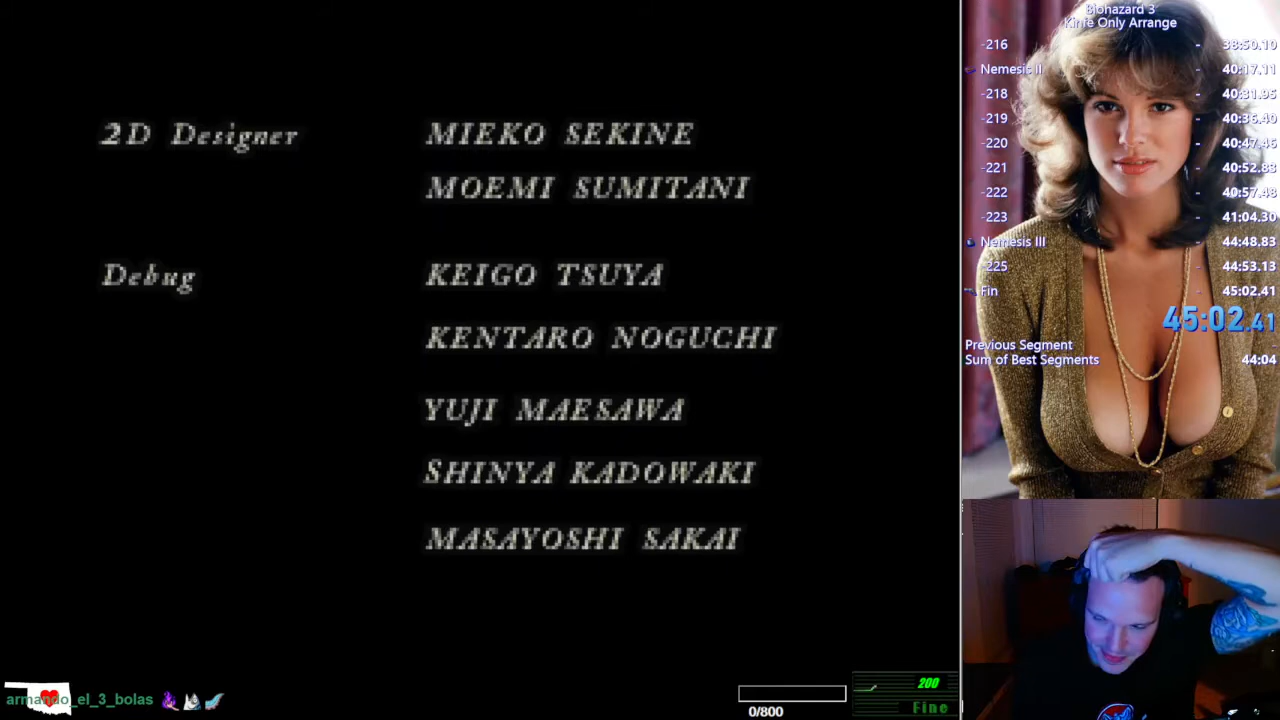 2D Designer MIEKO SEKINE
MOEMI SUMITANI
Debug KEIGO TSUYA
KENTARO NOGUCHI
YUJI MAESAWA
SHINYA KADOWAKI
MASAYOSHI SAKAI
armando_el_3_bolas
0/800
200
Fine
Biohazard 3
Kinfe Only Arrange
-216 - 38:50.10
Nemesis II - 40:17.11
-218 - 40:31.95
-219 - 40:36.40
-220 - 40:47.46
-221 - 40:52.83
-222 - 40:57.48
-223 - 41:04.30
Nemesis III - 44:48.83
-225 - 44:53.13
Fin - 45:02.41
45:02.41
Previous Segment -
Sum of Best Segments 44:04